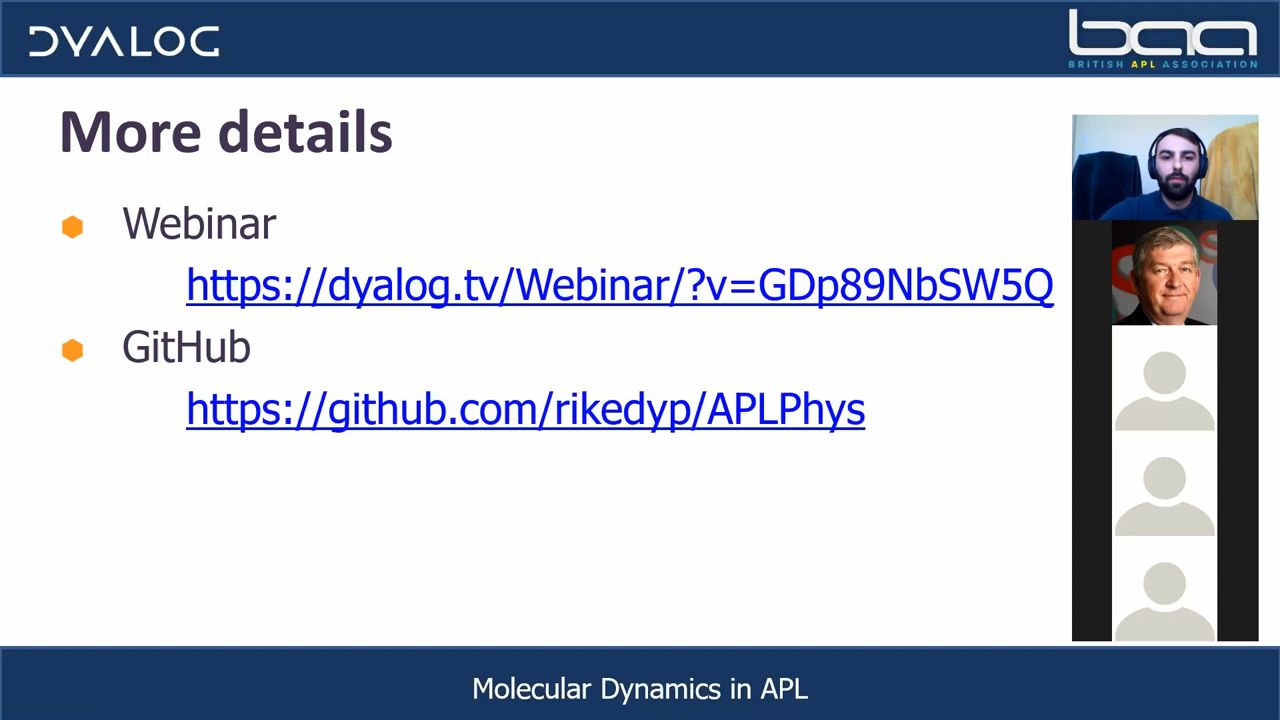 DYALOG
baa
BRITISH APL ASSOCIATION
More details
Webinar
https://dyalog.tv/Webinar/?v=GDp89NbSW5Q
GitHub
https://github.com/rikedyp/APLPhys
Molecular Dynamics in APL